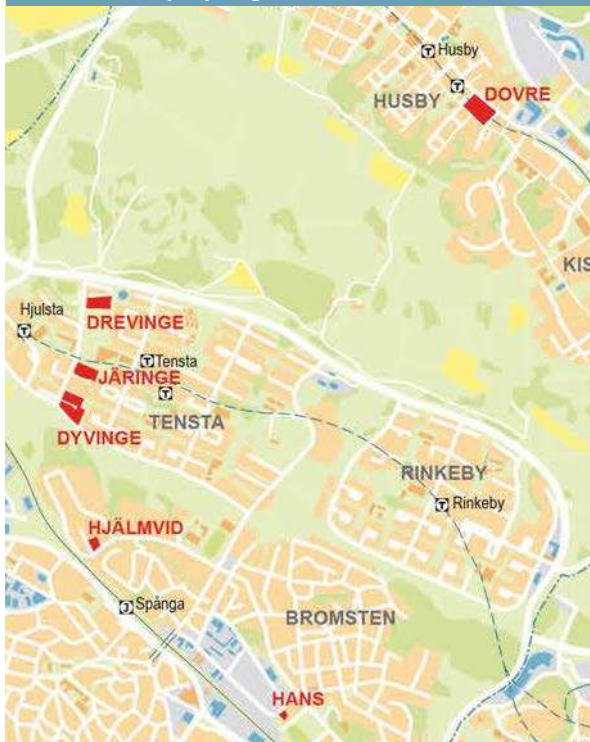 T Husby
T
HUSBY
DOVRE
KIS
Hjulsta
T
DREVINGE
T Tensta
JÄRINGE
T
TENSTA
DYVINGE
RINKEBY
T Rinkeby
HJÄLMVID
J Spånga
BROMSTEN
HANS